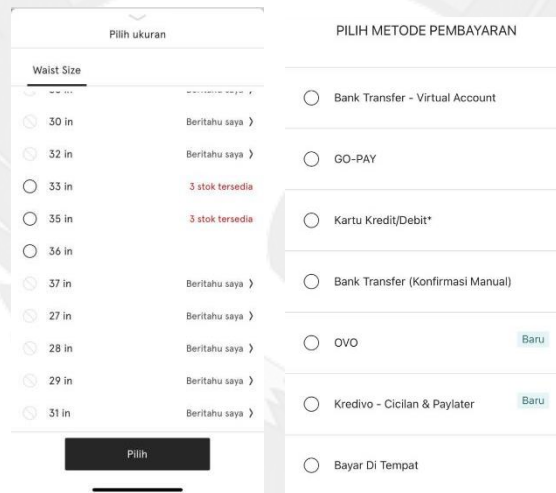 Pilih ukuran
Waist Size
30 in Beritahu saya >
32 in Beritahu saya >
33 in 3 stok tersedia
35 in 3 stok tersedia
36 in
37 in Beritahu saya >
27 in Beritahu saya >
28 in Beritahu saya >
29 in Beritahu saya >
31 in Beritahu saya >
Pilih
PILIH METODE PEMBAYARAN
Bank Transfer - Virtual Account
GO-PAY
Kartu Kredit/Debit*
Bank Transfer (Konfirmasi Manual)
OVO Baru
Kredivo - Cicilan & Paylater Baru
Bayar Di Tempat